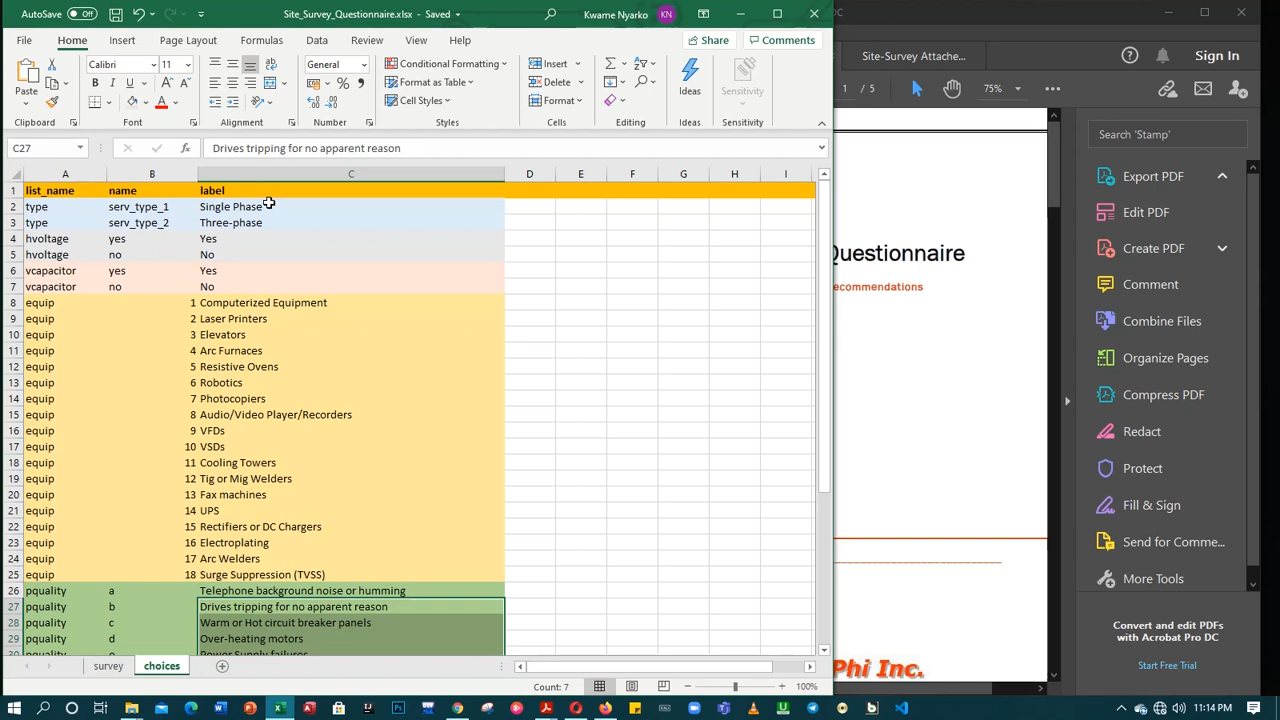 AutoSave Off Site_Survey_Questionnaire.xlsx - Saved Kwame Nyarko KN
File Home Insert Page Layout Formulas Data Review View Help Share Comments
Paste Calibri 11 General Conditional Formatting Insert Ideas Sensitivity
B I U Format as Table Delete
Cell Styles Format
Clipboard Font Alignment Number Styles Cells Editing Ideas Sensitivity
C27 fx Drives tripping for no apparent reason
A B C D E F G H I
1 list_name name label
2 type serv_type_1 Single Phase
3 type serv_type_2 Three-phase
4 hvoltage yes Yes
5 hvoltage no No
6 vcapacitor yes Yes
7 vcapacitor no No
8 equip 1 Computerized Equipment
9 equip 2 Laser Printers
10 equip 3 Elevators
11 equip 4 Arc Furnaces
12 equip 5 Resistive Ovens
13 equip 6 Robotics
14 equip 7 Photocopiers
15 equip 8 Audio/Video Player/Recorders
16 equip 9 VFDs
17 equip 10 VSDs
18 equip 11 Cooling Towers
19 equip 12 Tig or Mig Welders
20 equip 13 Fax machines
21 equip 14 UPS
22 equip 15 Rectifiers or DC Chargers
23 equip 16 Electroplating
24 equip 17 Arc Welders
25 equip 18 Surge Suppression (TVSS)
26 pquality a Telephone background noise or humming
27 pquality b Drives tripping for no apparent reason
28 pquality c Warm or Hot circuit breaker panels
29 pquality d Over-heating motors
30 pquality e Power Supply failures
survey choices
Count: 7 100%
DC
Site-Survey Attache... Sign In
1 / 5 75%
Questionnaire
ecommendations
Phi Inc.
Search 'Stamp'
Export PDF
Edit PDF
Create PDF
Comment
Combine Files
Organize Pages
Compress PDF
Redact
Protect
Fill & Sign
Send for Comme...
More Tools
Convert and edit PDFs
with Acrobat Pro DC
Start Free Trial
11:14 PM